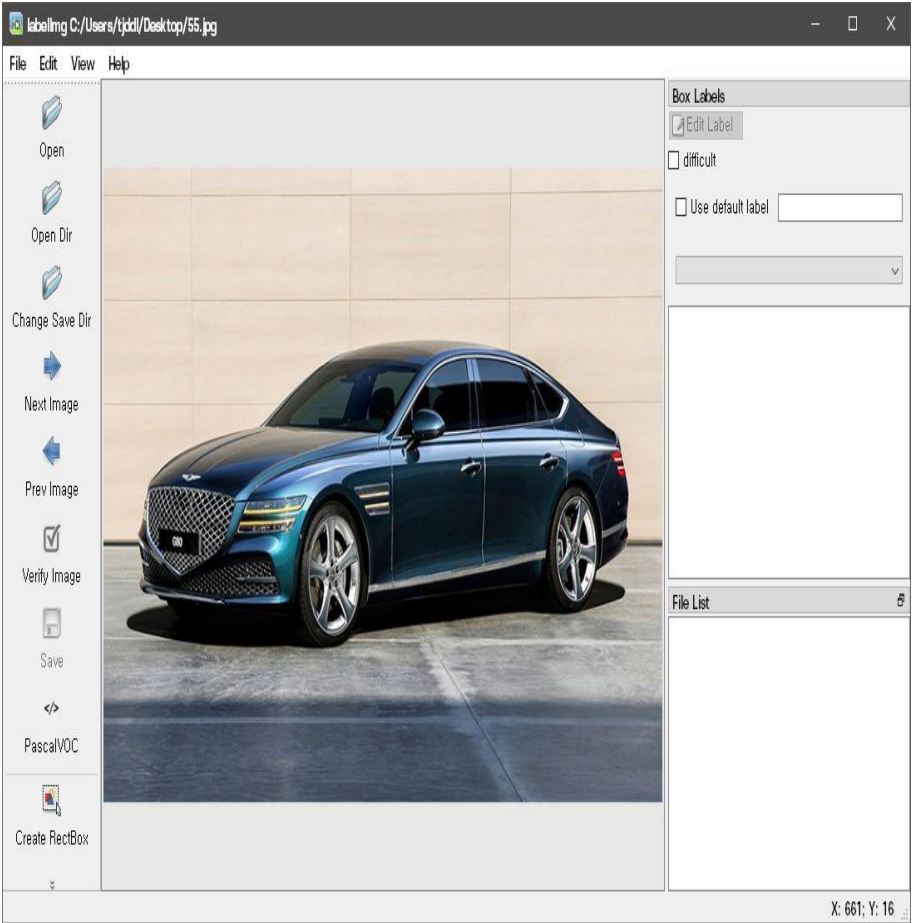 labelImg C:/Users/tjddl/Desktop/55.jpg
File Edit View Help
Open
Open Dir
Change Save Dir
Next Image
Prev Image
Verify Image
Save
</>
PascalVOC
Create RectBox
G80
Box Labels
Edit Label
difficult
Use default label
File List
X: 661; Y: 16